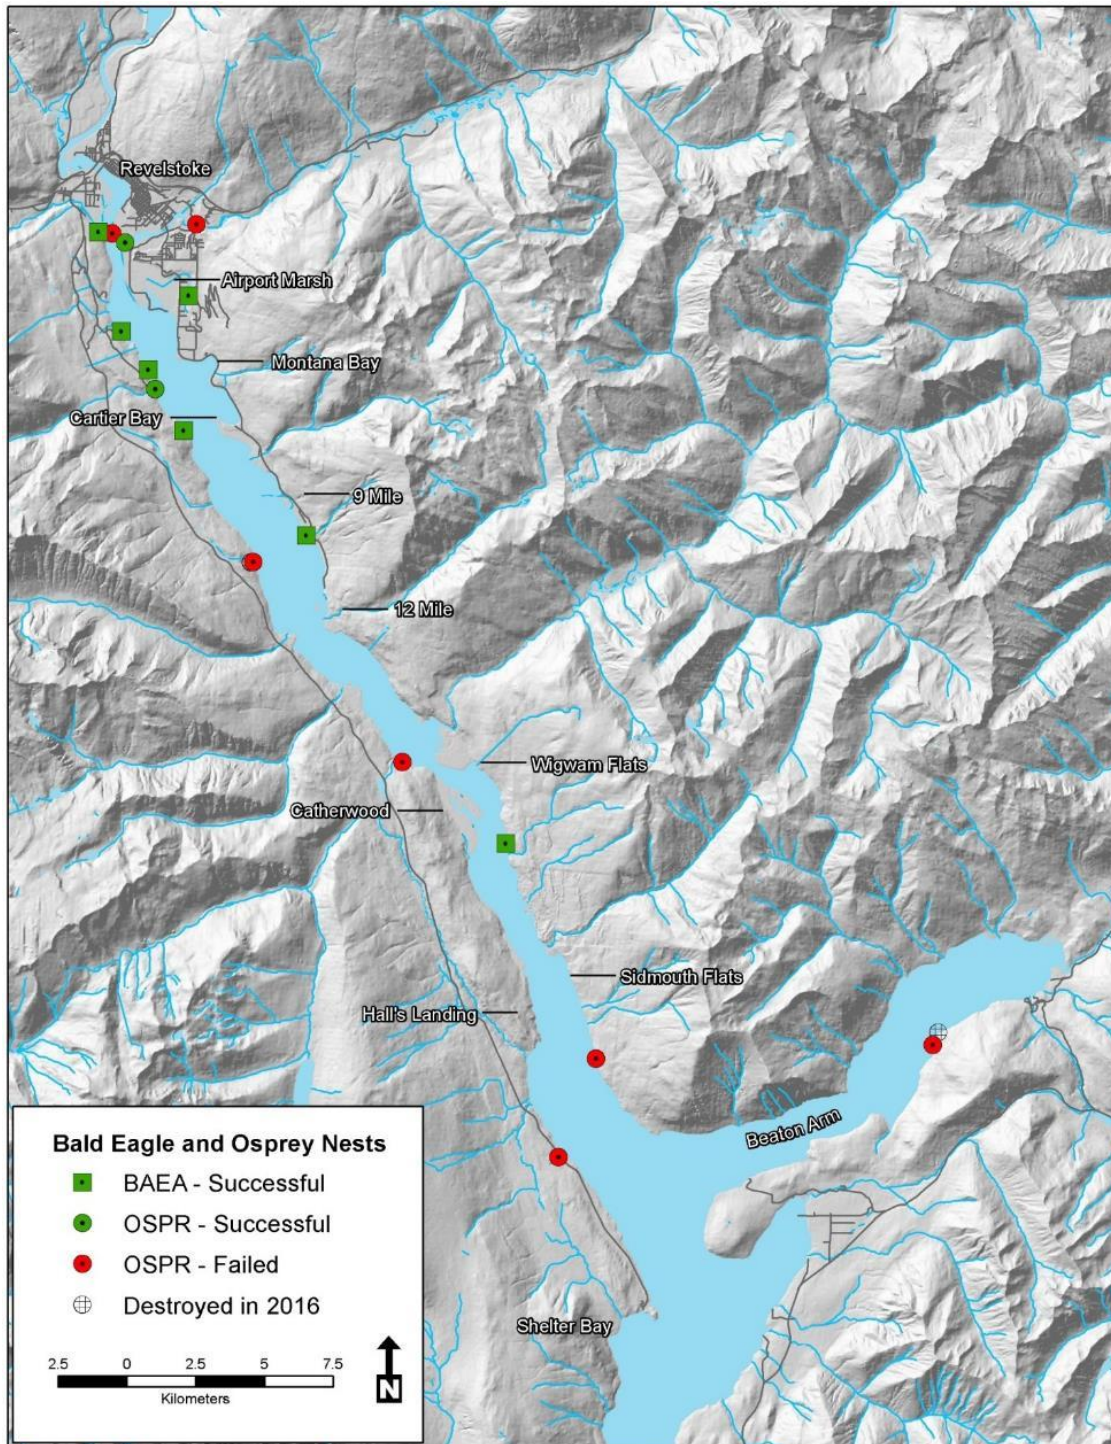 Revelstoke
Airport Marsh
Montana Bay
Cartier Bay
9 Mile
12 Mile
Wigwam Flats
Catherwood
Sidmouth Flats
Hall's Landing
Beaton Arm
Bald Eagle and Osprey Nests
BAEA - Successful
OSPR - Successful
OSPR - Failed
Destroyed in 2016
2.5 0 2.5 5 7.5
Kilometers
N
Shelter Bay